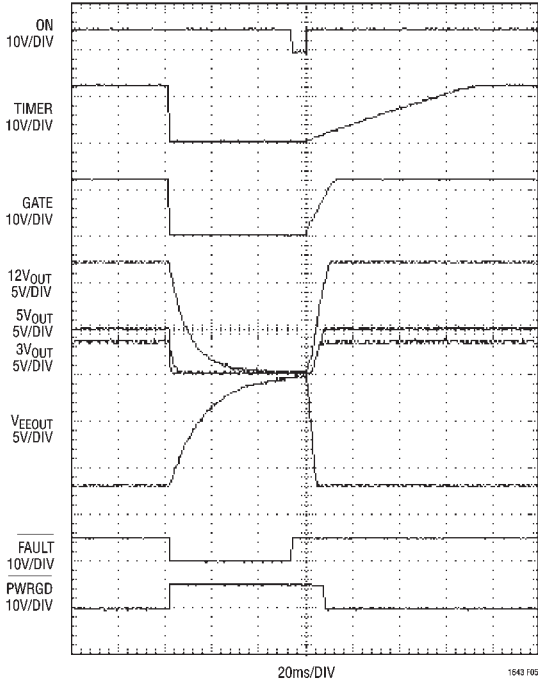 ON
10V/DIV
TIMER
10V/DIV
GATE
10V/DIV
12VOUT
5V/DIV
5VOUT
5V/DIV
3VOUT
5V/DIV
VEEOUT
5V/DIV
FAULT
10V/DIV
PWRGD
10V/DIV
20ms/DIV
1643 F05